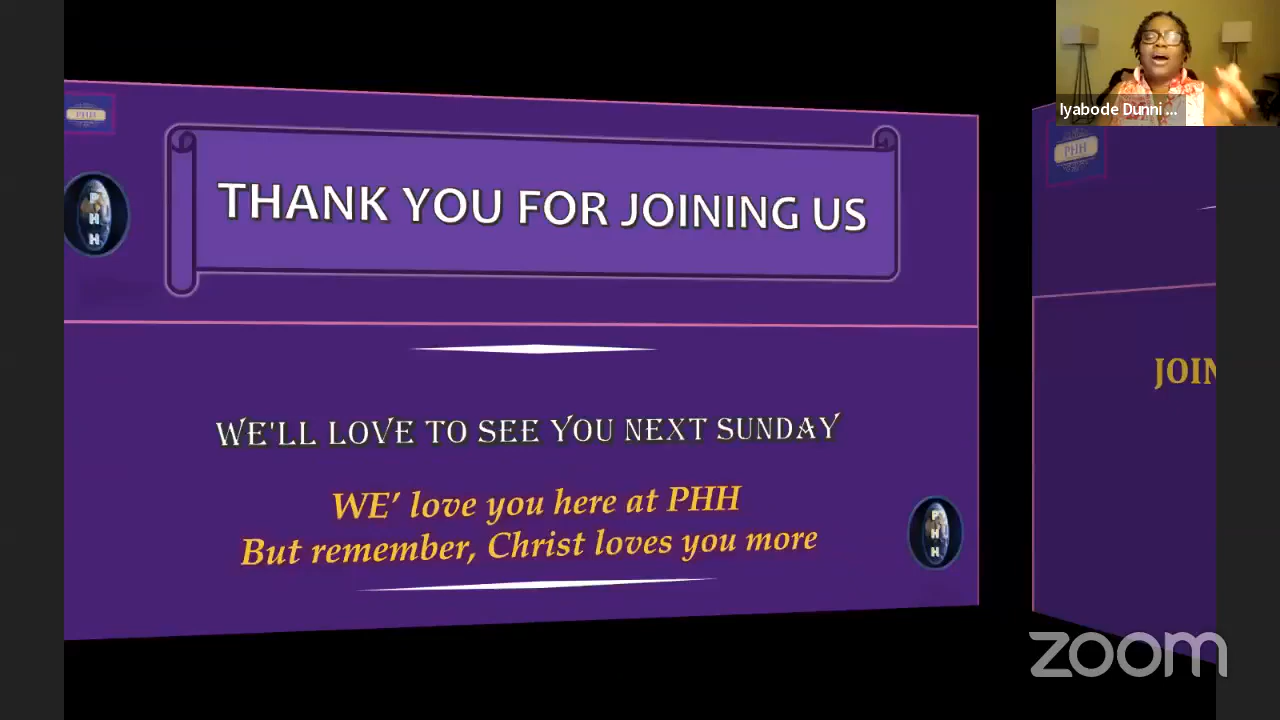 Iyabode Dunni ...
PHH
PHH
THANK YOU FOR JOINING US
PHH
WE'LL LOVE TO SEE YOU NEXT SUNDAY
JOIN
WE' love you here at PHH
But remember, Christ loves you more
PHH
zoom